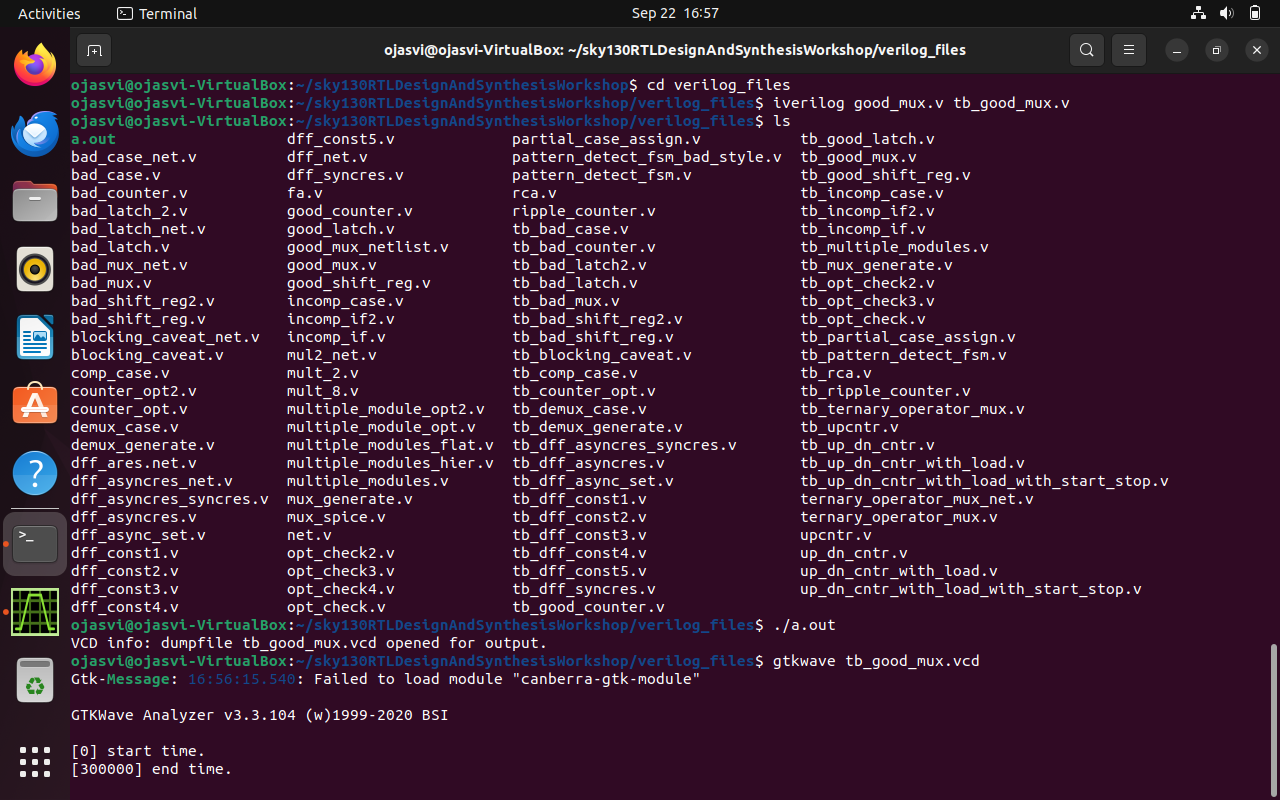 Activities Terminal Sep 22 16:57
ojasvi@ojasvi-VirtualBox: ~/sky130RTLDesignAndSynthesisWorkshop/verilog_files
ojasvi@ojasvi-VirtualBox:~/sky130RTLDesignAndSynthesisWorkshop$ cd verilog_files
ojasvi@ojasvi-VirtualBox:~/sky130RTLDesignAndSynthesisWorkshop/verilog_files$ iverilog good_mux.v tb_good_mux.v
ojasvi@ojasvi-VirtualBox:~/sky130RTLDesignAndSynthesisWorkshop/verilog_files$ ls
a.out dff_const5.v partial_case_assign.v tb_good_latch.v
bad_case_net.v dff_net.v pattern_detect_fsm_bad_style.v tb_good_mux.v
bad_case.v dff_syncres.v pattern_detect_fsm.v tb_good_shift_reg.v
bad_counter.v fa.v rca.v tb_incomp_case.v
bad_latch_2.v good_counter.v ripple_counter.v tb_incomp_if2.v
bad_latch_net.v good_latch.v tb_bad_case.v tb_incomp_if.v
bad_latch.v good_mux_netlist.v tb_bad_counter.v tb_multiple_modules.v
bad_mux_net.v good_mux.v tb_bad_latch2.v tb_mux_generate.v
bad_mux.v good_shift_reg.v tb_bad_latch.v tb_opt_check2.v
bad_shift_reg2.v incomp_case.v tb_bad_mux.v tb_opt_check3.v
bad_shift_reg.v incomp_if2.v tb_bad_shift_reg2.v tb_opt_check.v
blocking_caveat_net.v incomp_if.v tb_bad_shift_reg.v tb_partial_case_assign.v
blocking_caveat.v mul2_net.v tb_blocking_caveat.v tb_pattern_detect_fsm.v
comp_case.v mult_2.v tb_comp_case.v tb_rca.v
counter_opt2.v mult_8.v tb_counter_opt.v tb_ripple_counter.v
counter_opt.v multiple_module_opt2.v tb_demux_case.v tb_ternary_operator_mux.v
demux_case.v multiple_module_opt.v tb_demux_generate.v tb_upcntr.v
demux_generate.v multiple_modules_flat.v tb_dff_asyncres_syncres.v tb_up_dn_cntr.v
dff_ares.net.v multiple_modules_hier.v tb_dff_asyncres.v tb_up_dn_cntr_with_load.v
dff_asyncres_net.v multiple_modules.v tb_dff_async_set.v tb_up_dn_cntr_with_load_with_start_stop.v
dff_asyncres_syncres.v mux_generate.v tb_dff_const1.v ternary_operator_mux_net.v
dff_asyncres.v mux_spice.v tb_dff_const2.v ternary_operator_mux.v
dff_async_set.v net.v tb_dff_const3.v upcntr.v
dff_const1.v opt_check2.v tb_dff_const4.v up_dn_cntr.v
dff_const2.v opt_check3.v tb_dff_const5.v up_dn_cntr_with_load.v
dff_const3.v opt_check4.v tb_dff_syncres.v up_dn_cntr_with_load_with_start_stop.v
dff_const4.v opt_check.v tb_good_counter.v
ojasvi@ojasvi-VirtualBox:~/sky130RTLDesignAndSynthesisWorkshop/verilog_files$ ./a.out
VCD info: dumpfile tb_good_mux.vcd opened for output.
ojasvi@ojasvi-VirtualBox:~/sky130RTLDesignAndSynthesisWorkshop/verilog_files$ gtkwave tb_good_mux.vcd
Gtk-Message: 16:56:15.540: Failed to load module "canberra-gtk-module"
GTKWave Analyzer v3.3.104 (w)1999-2020 BSI
[0] start time.
[300000] end time.